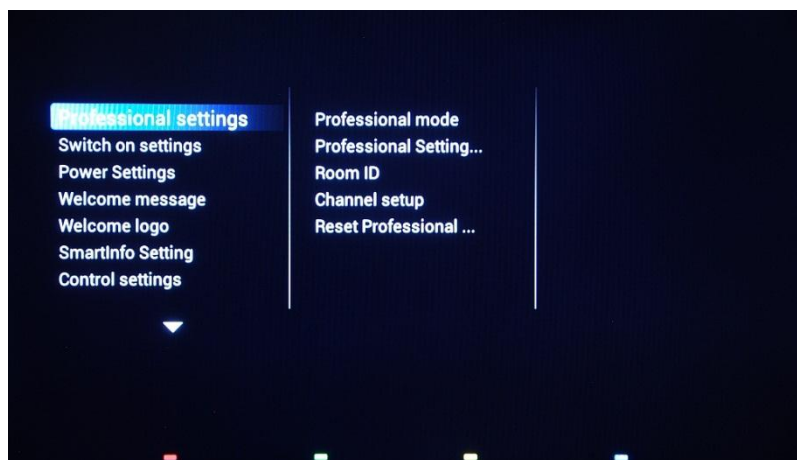 Professional settings
Switch on settings
Power Settings
Welcome message
Welcome logo
SmartInfo Setting
Control settings
Professional mode
Professional Setting...
Room ID
Channel setup
Reset Professional ...